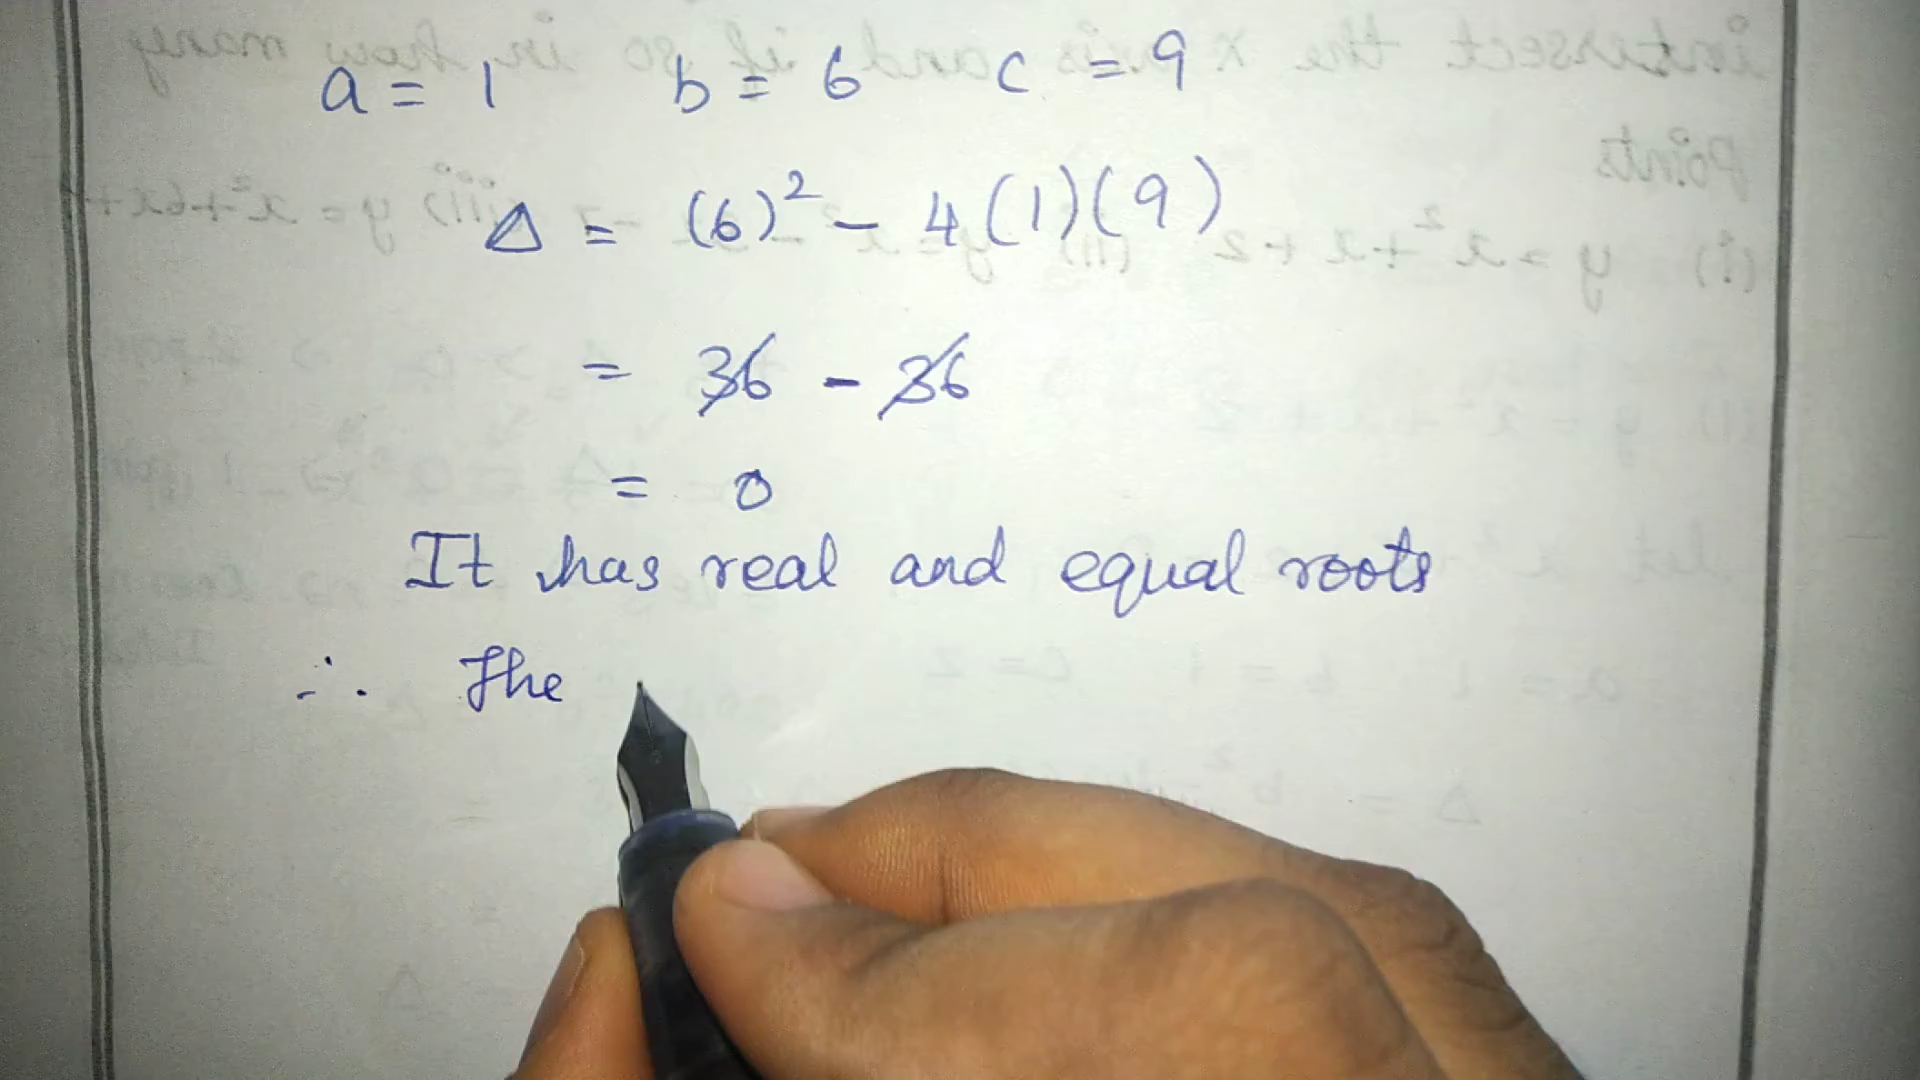 a = 1 b = 6 c = 9
Δ = (6)² - 4(1)(9)
= 36 - 36
= 0
It has real and equal roots
∴ The